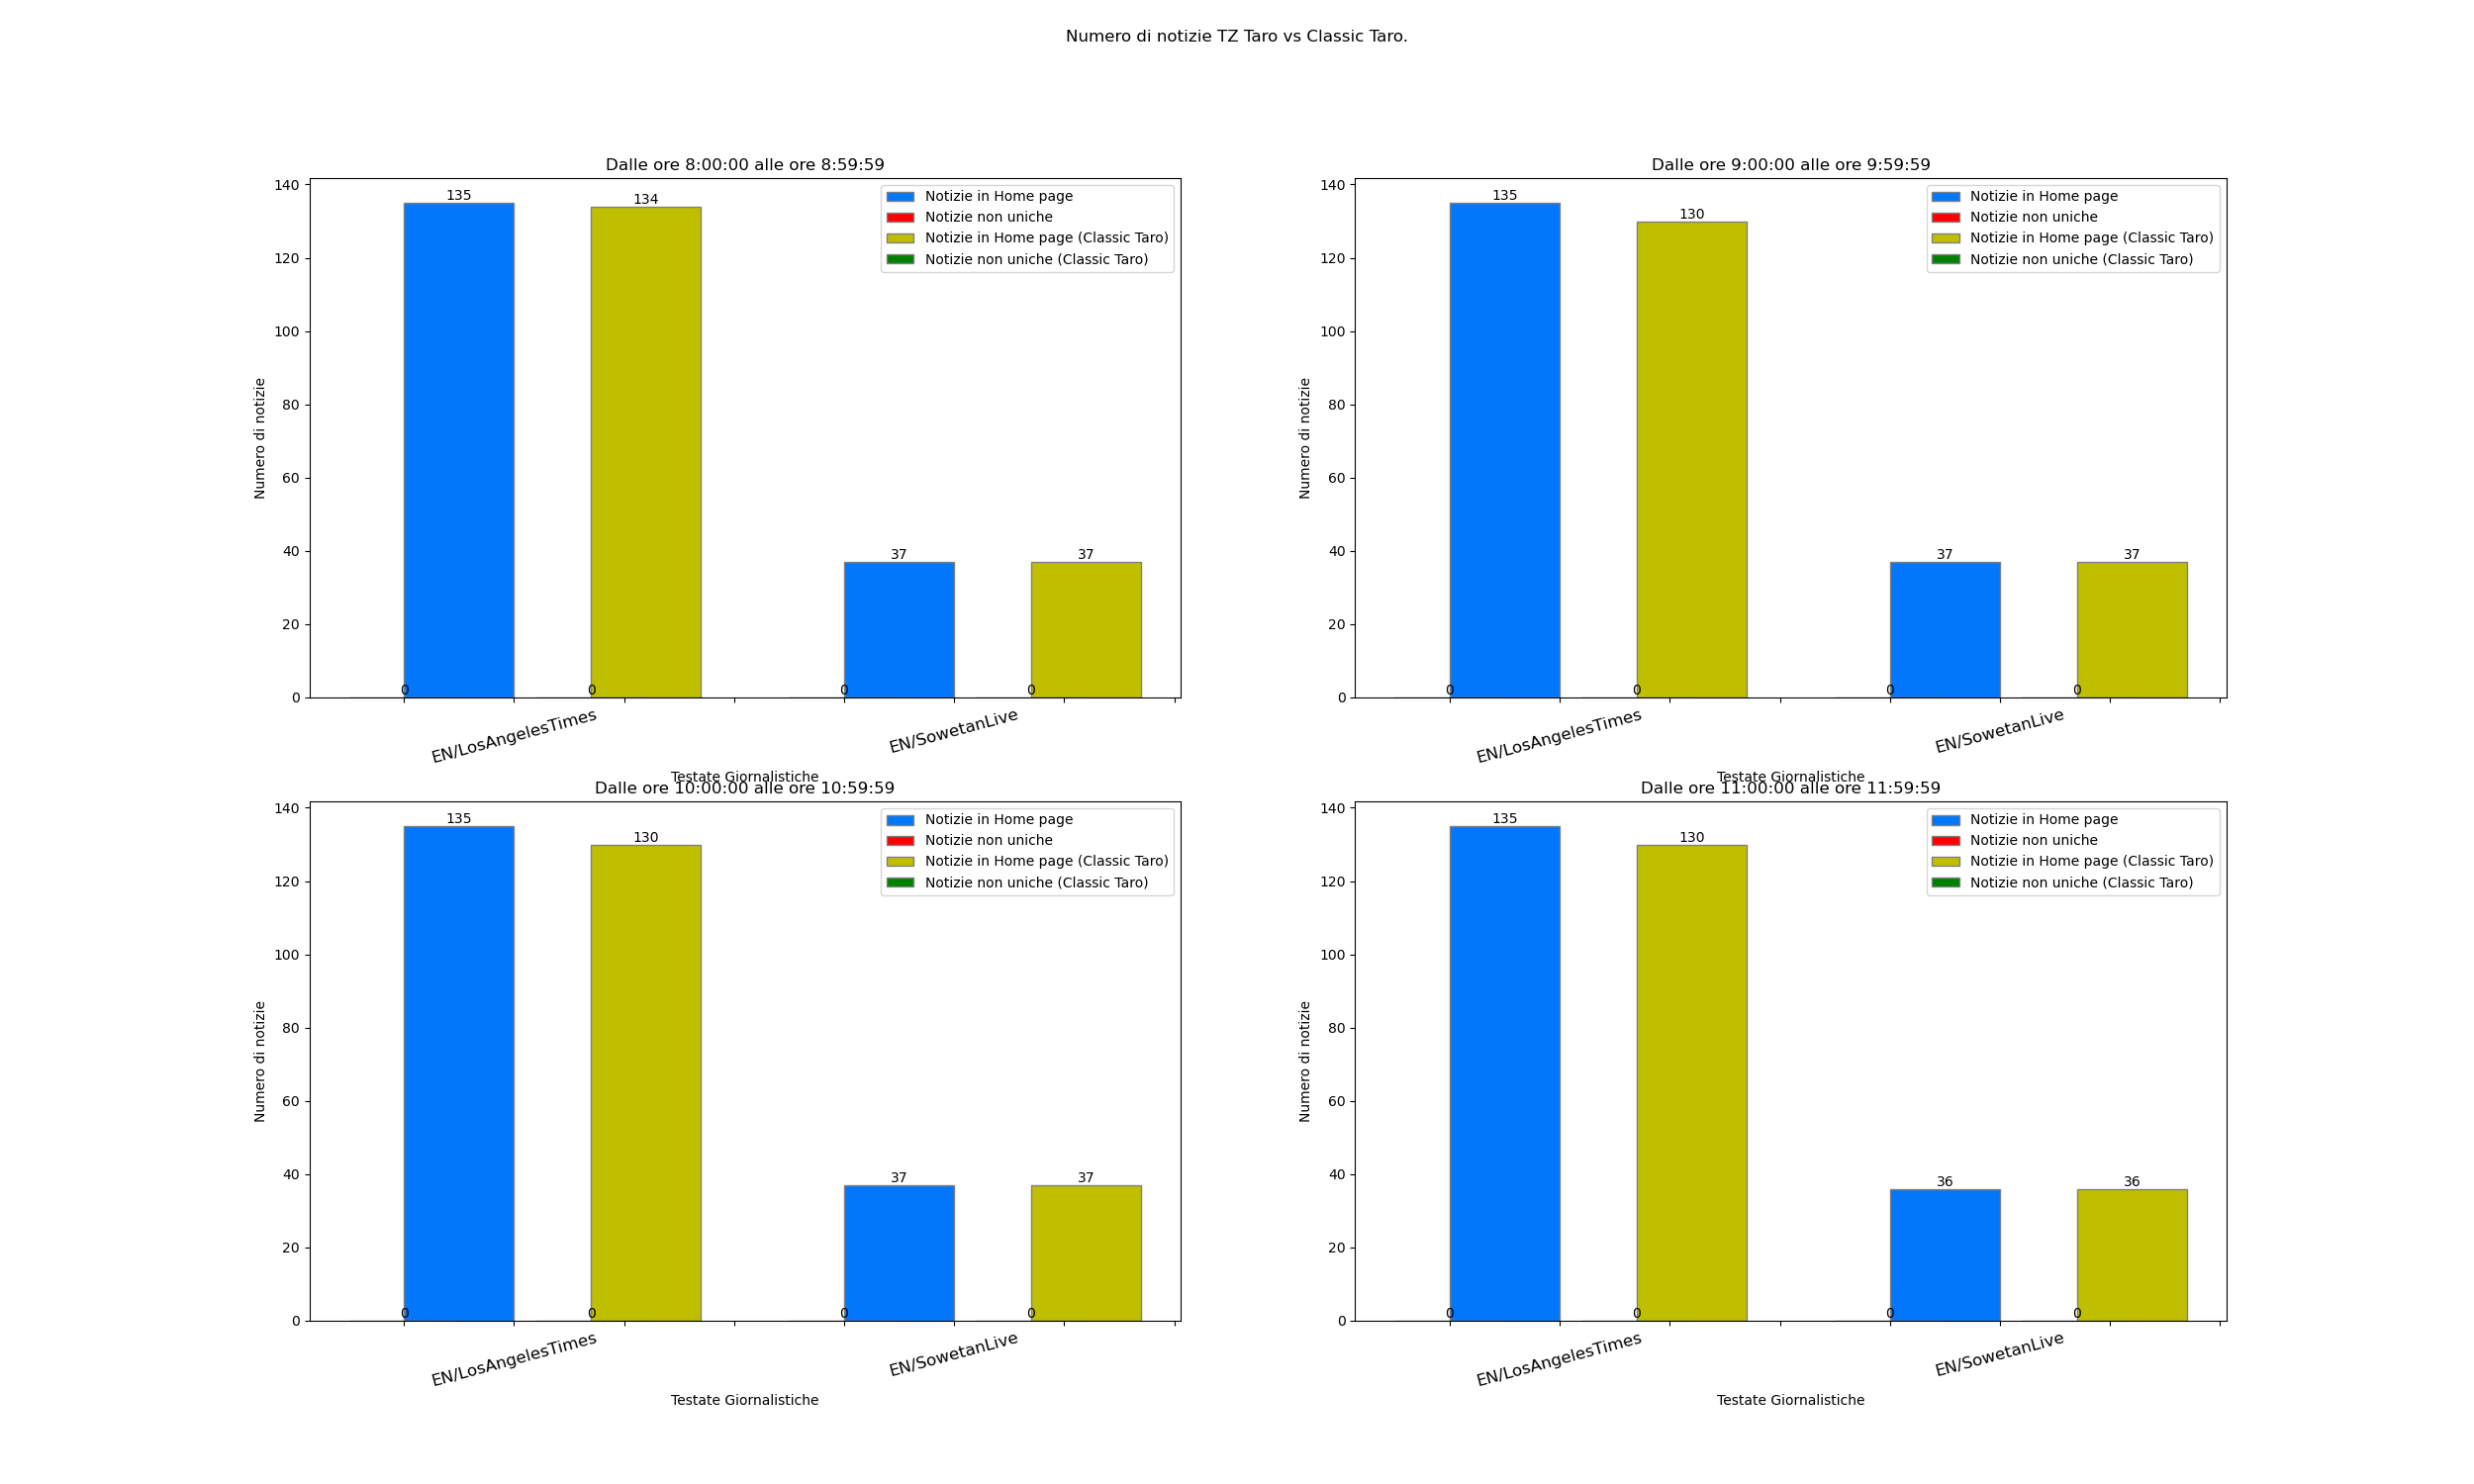 Numero di notizie TZ Taro vs Classic Taro.
Dalle ore 8:00:00 alle ore 8:59:59
Numero di notizie
140
120
100
80
60
40
20
0
135
134
37
37
0
0
0
0
Notizie in Home page
Notizie non uniche
Notizie in Home page (Classic Taro)
Notizie non uniche (Classic Taro)
EN/LosAngelesTimes
EN/SowetanLive
Testate Giornalistiche
Dalle ore 9:00:00 alle ore 9:59:59
Numero di notizie
140
120
100
80
60
40
20
0
135
130
37
37
0
0
0
0
Notizie in Home page
Notizie non uniche
Notizie in Home page (Classic Taro)
Notizie non uniche (Classic Taro)
EN/LosAngelesTimes
EN/SowetanLive
Testate Giornalistiche
Dalle ore 10:00:00 alle ore 10:59:59
Numero di notizie
140
120
100
80
60
40
20
0
135
130
37
37
0
0
0
0
Notizie in Home page
Notizie non uniche
Notizie in Home page (Classic Taro)
Notizie non uniche (Classic Taro)
EN/LosAngelesTimes
EN/SowetanLive
Testate Giornalistiche
Dalle ore 11:00:00 alle ore 11:59:59
Numero di notizie
140
120
100
80
60
40
20
0
135
130
36
36
0
0
0
0
Notizie in Home page
Notizie non uniche
Notizie in Home page (Classic Taro)
Notizie non uniche (Classic Taro)
EN/LosAngelesTimes
EN/SowetanLive
Testate Giornalistiche